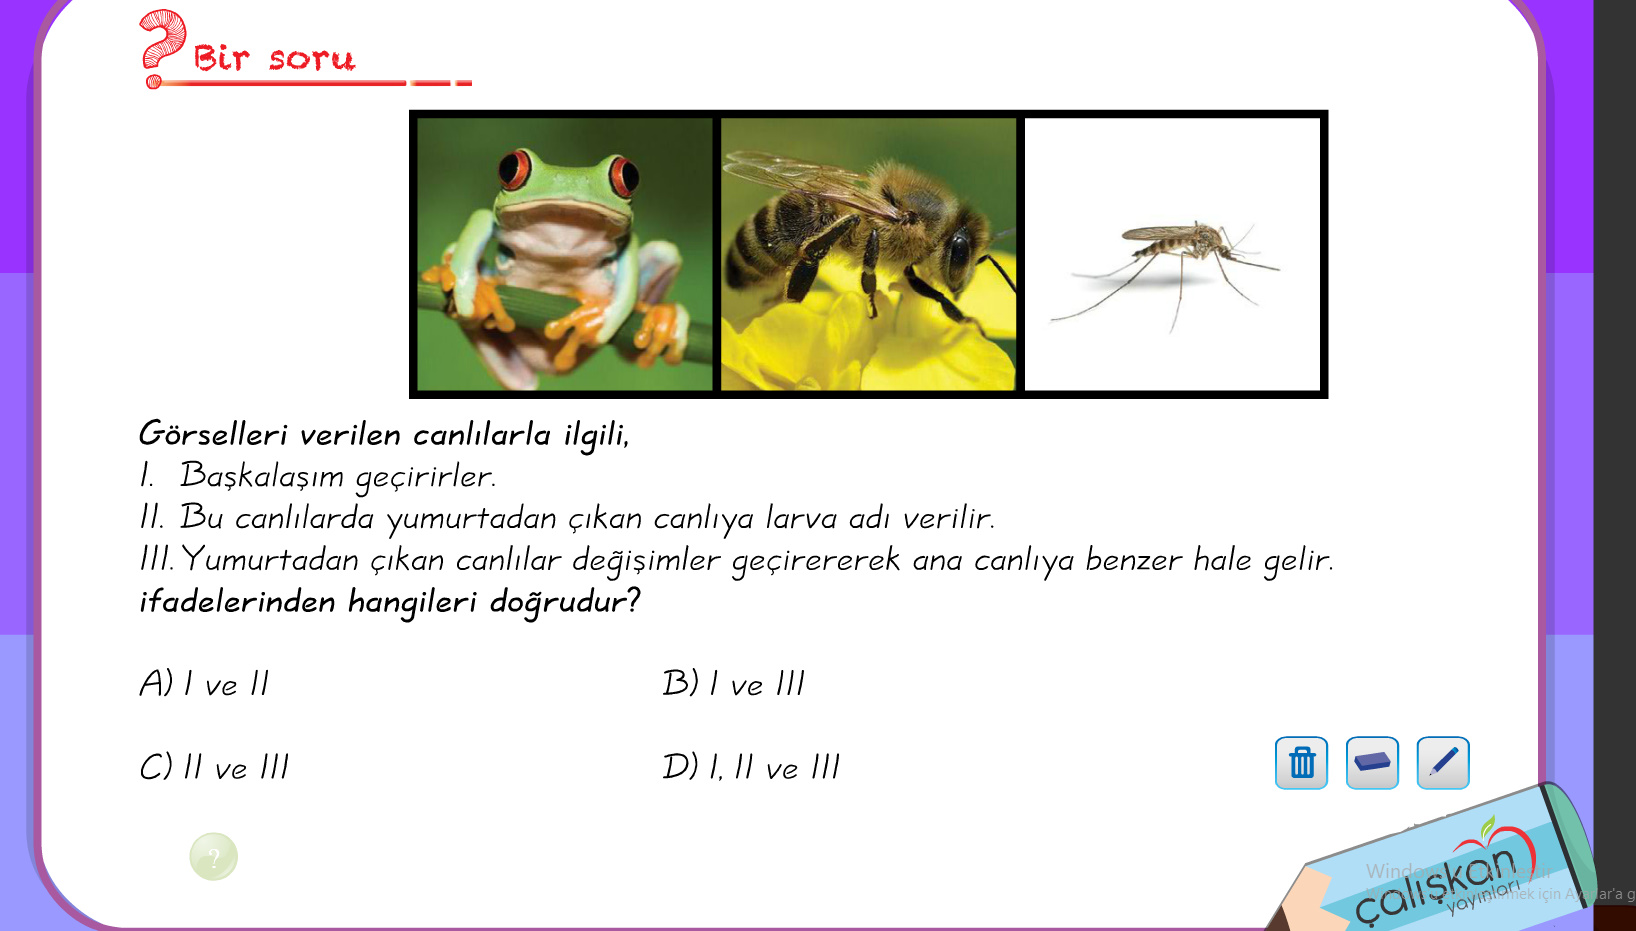 Bir soru
Görselleri verilen canlılarla ilgili,
I. Başkalaşım geçirirler.
II. Bu canlılarda yumurtadan çıkan canlıya larva adı verilir.
III. Yumurtadan çıkan canlılar değişimler geçirererek ana canlıya benzer hale gelir.
ifadelerinden hangileri doğrudur?
A) I ve II
B) I ve III
C) II ve III
D) I, II ve III
?
çalışkan
yayınları